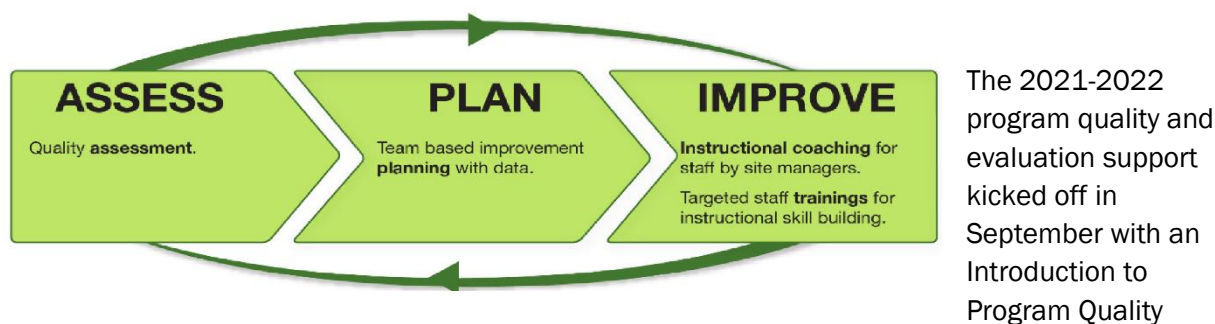 ASSESS
Quality assessment.
PLAN
Team based improvement
planning with data.
IMPROVE
Instructional coaching for
staff by site managers.
Targeted staff trainings for
instructional skill building.
The 2021-2022
program quality and
evaluation support
kicked off in
September with an
Introduction to
Program Quality